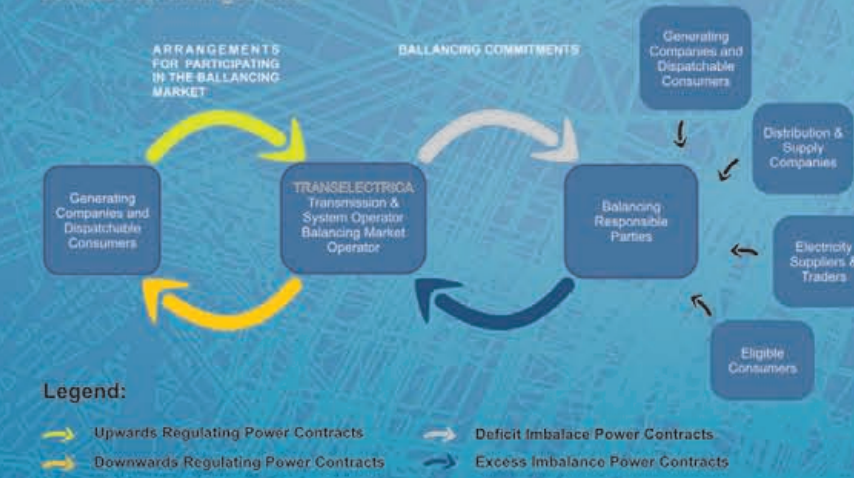 ARRANGEMENTS
FOR PARTICIPATING
IN THE BALLANCING
MARKET
BALLANCING COMMITMENTS
Generating
Companies and
Dispatchable
Consumers
Distribution &
Supply
Companies
Generating
Companies and
Dispatchable
Consumers
TRANSELECTRICA
Transmission &
System Operator
Balancing Market
Operator
Balancing
Responsible
Parties
Electricity
Suppliers &
Traders
Eligible
Consumers
Legend:
Upwards Regulating Power Contracts
Deficit Imbalace Power Contracts
Downwards Regulating Power Contracts
Excess Imbalance Power Contracts